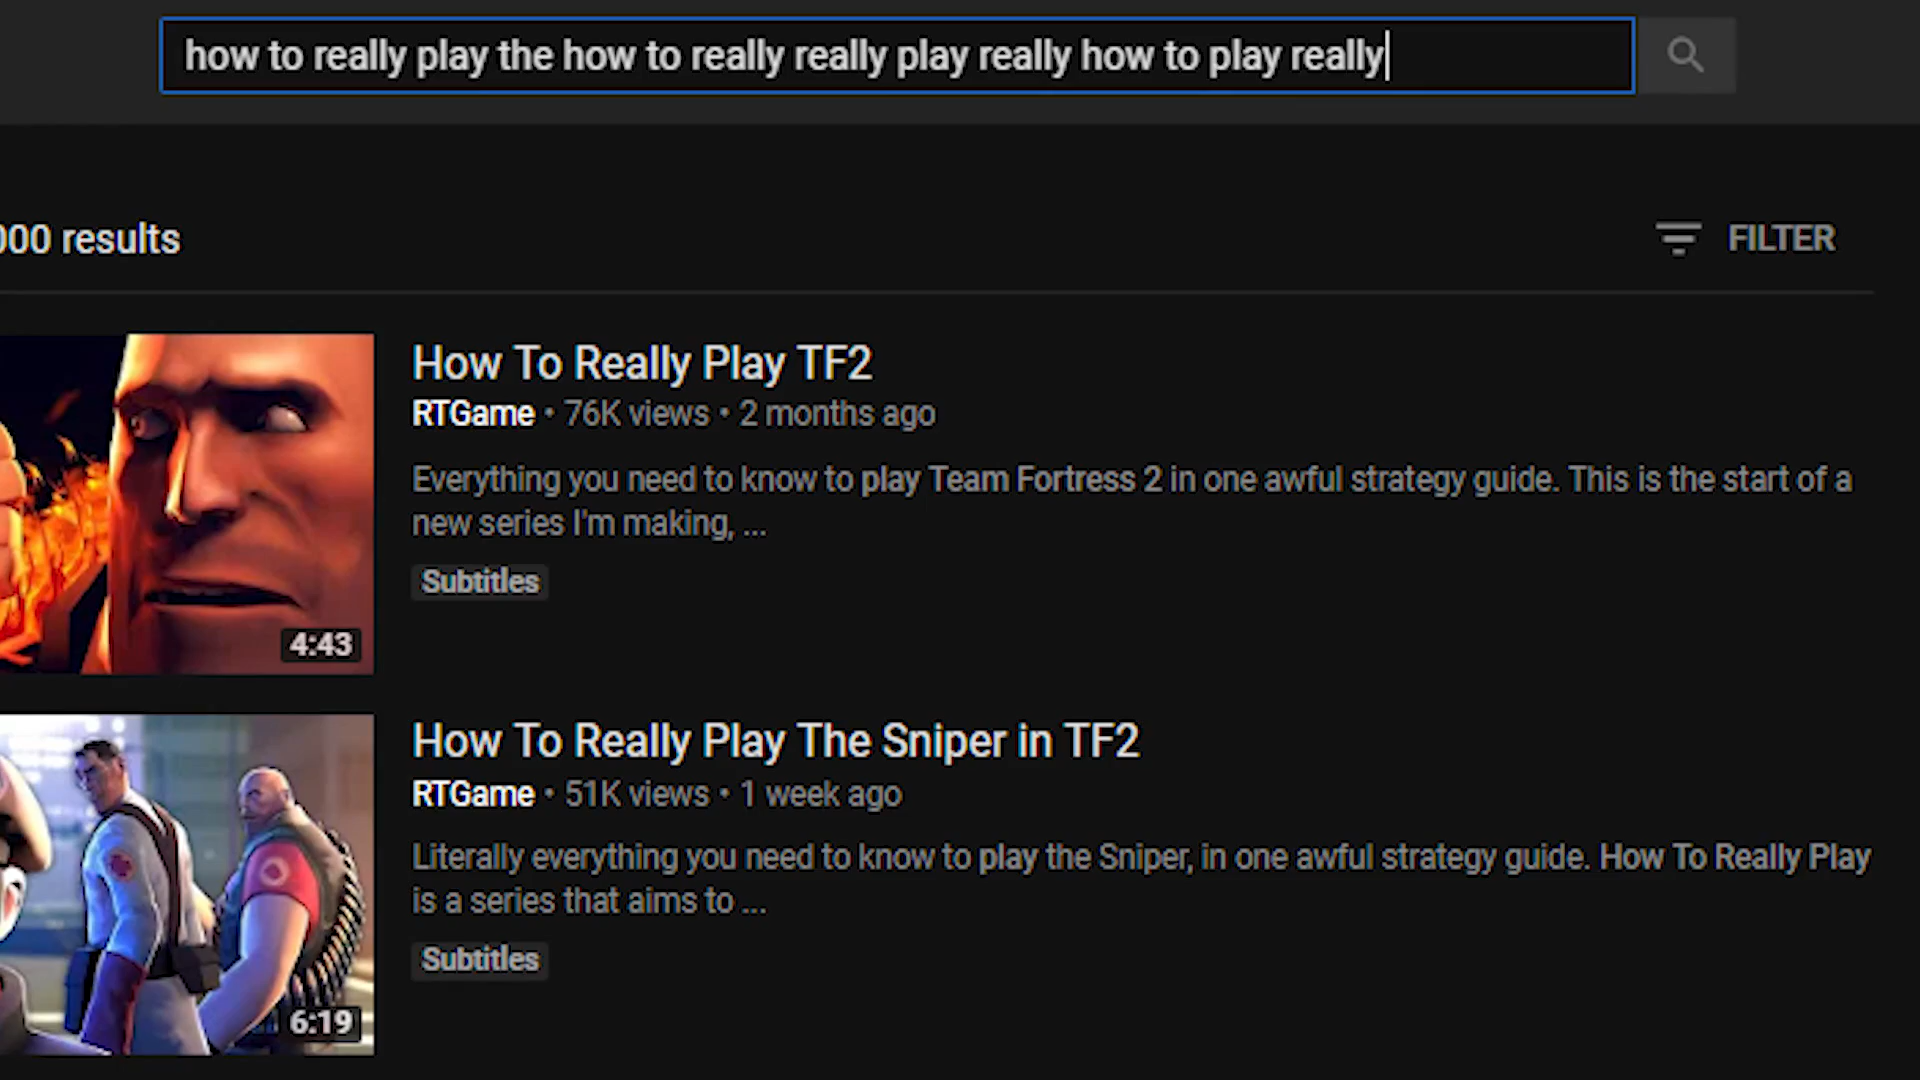 how to really play the how to really really play really how to play really
000 results
FILTER
How To Really Play TF2
RTGame • 76K views • 2 months ago
Everything you need to know to play Team Fortress 2 in one awful strategy guide. This is the start of a
new series I'm making, ...
Subtitles
4:43
How To Really Play The Sniper in TF2
RTGame • 51K views • 1 week ago
Literally everything you need to know to play the Sniper, in one awful strategy guide. How To Really Play
is a series that aims to ...
Subtitles
6:19